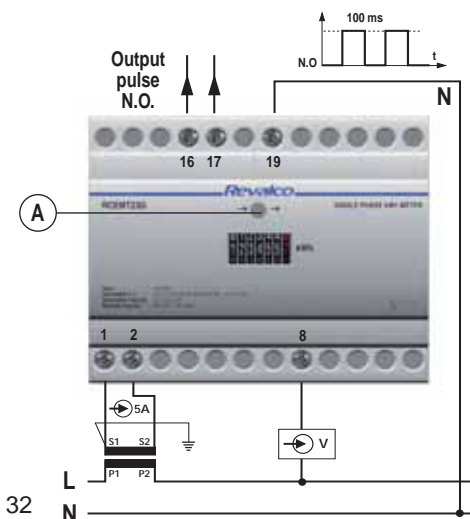 100 ms
N.O
t
Output
pulse
N.O.
N
16 17 19
Revalco
A
SINGLE PHASE kWh METER
kWh
1 2 8
5A
V
S1 S2
P1 P2
L
N
32